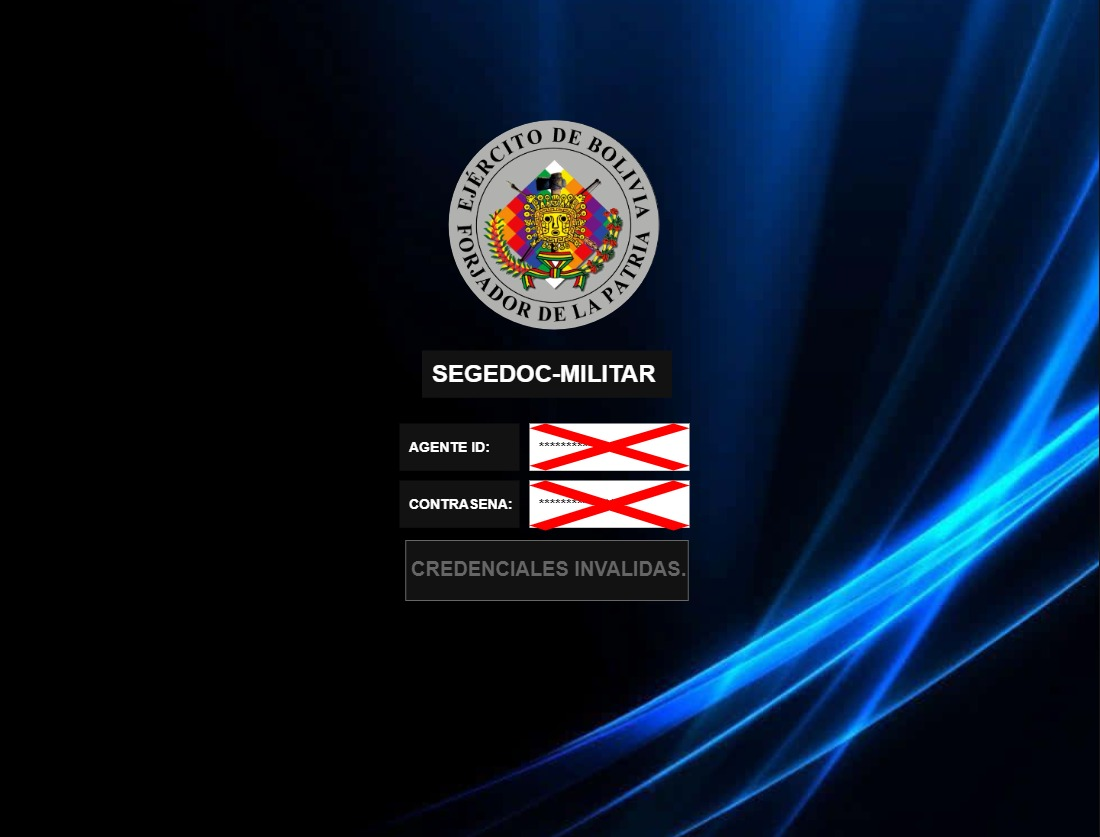 EJÉRCITO DE BOLIVIA
FORJADOR DE LA PATRIA
SEGEDOC-MILITAR
AGENTE ID:
CONTRASENA:
CREDENCIALES INVALIDAS.